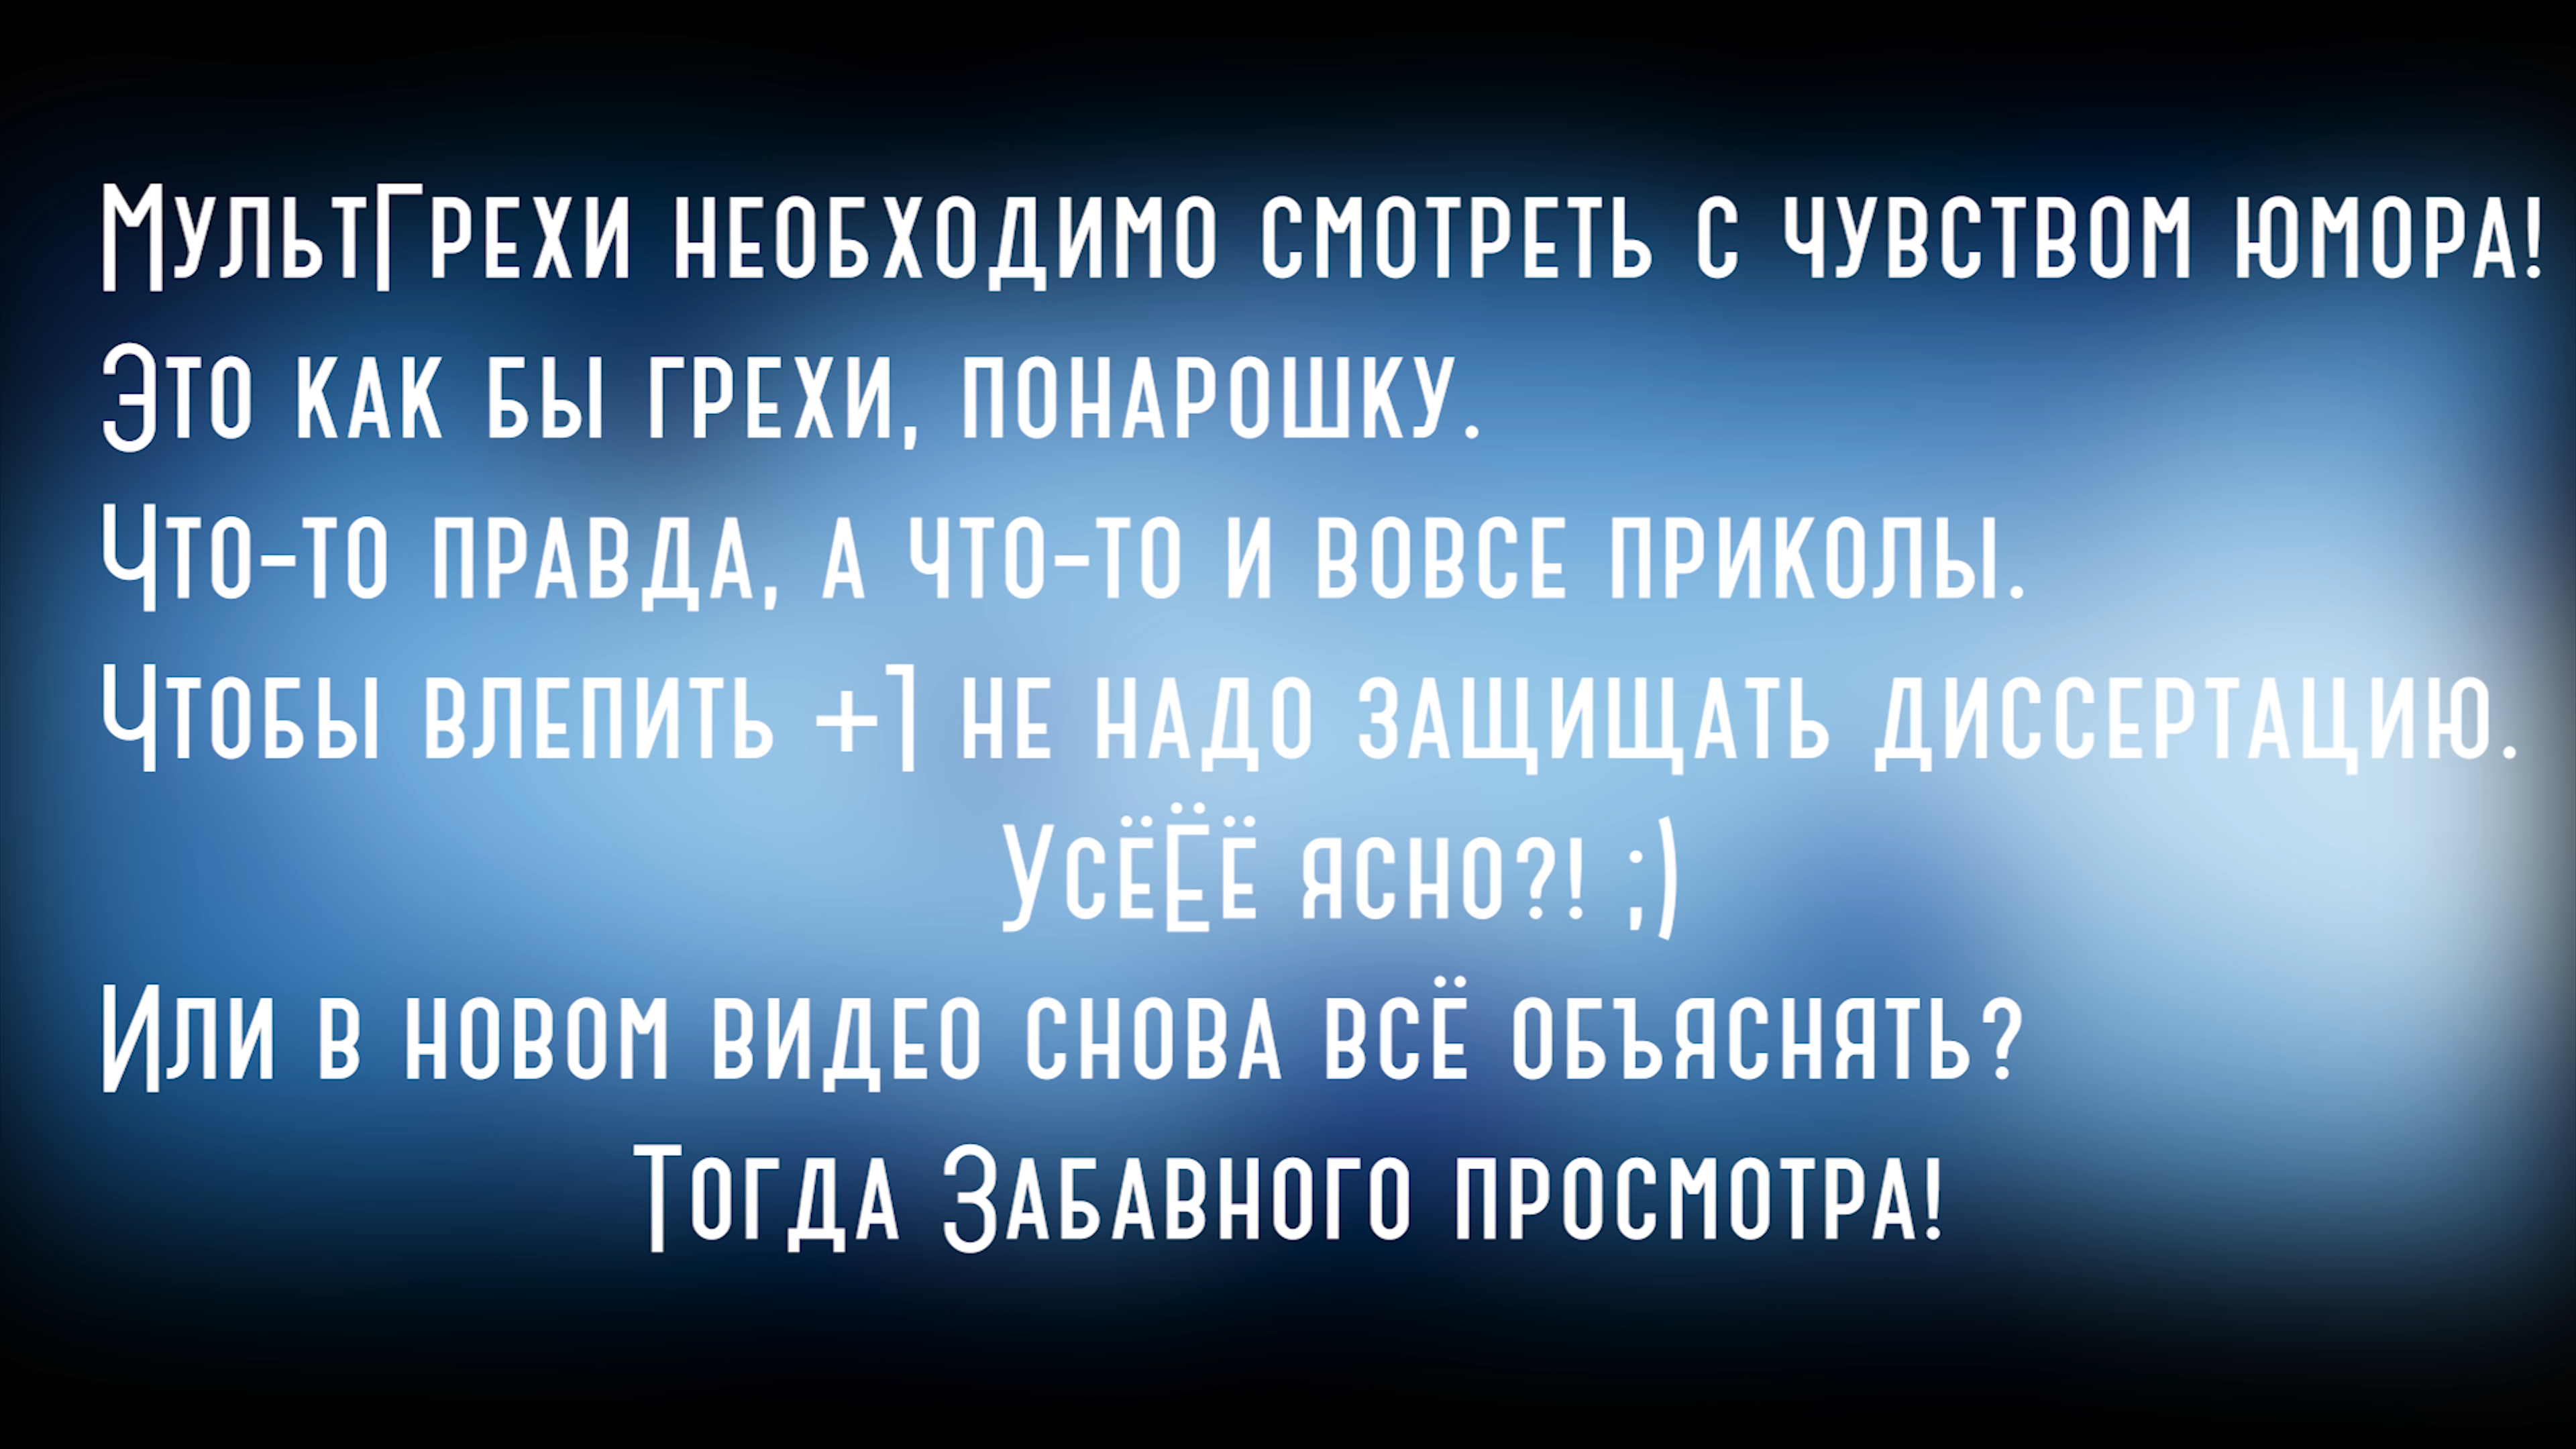 МультГрехи необходимо смотреть с чувством юмора!
Это как бы грехи, понарошку.
Что-то правда, а что-то и вовсе приколы.
Чтобы влепить +1 не надо защищать диссертацию.
УсёЁё ясно?! ;)
Или в новом видео снова всё объяснять?
Тогда Забавного просмотра!